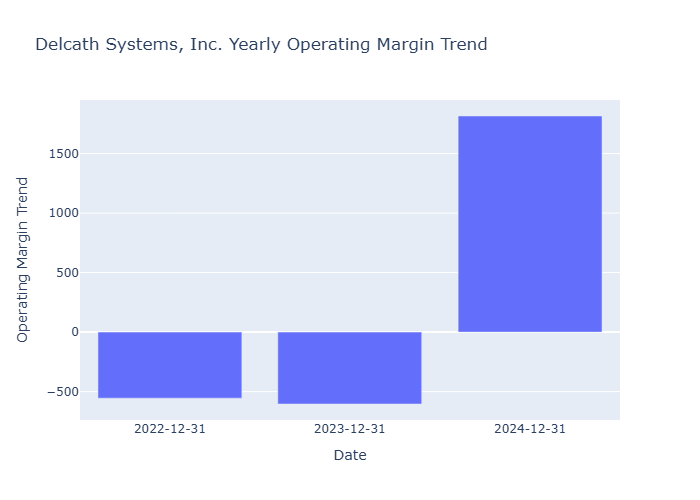 Delcath Systems, Inc. Yearly Operating Margin Trend
Operating Margin Trend
1500
1000
500
0
−500
2022-12-31
2023-12-31
2024-12-31
Date